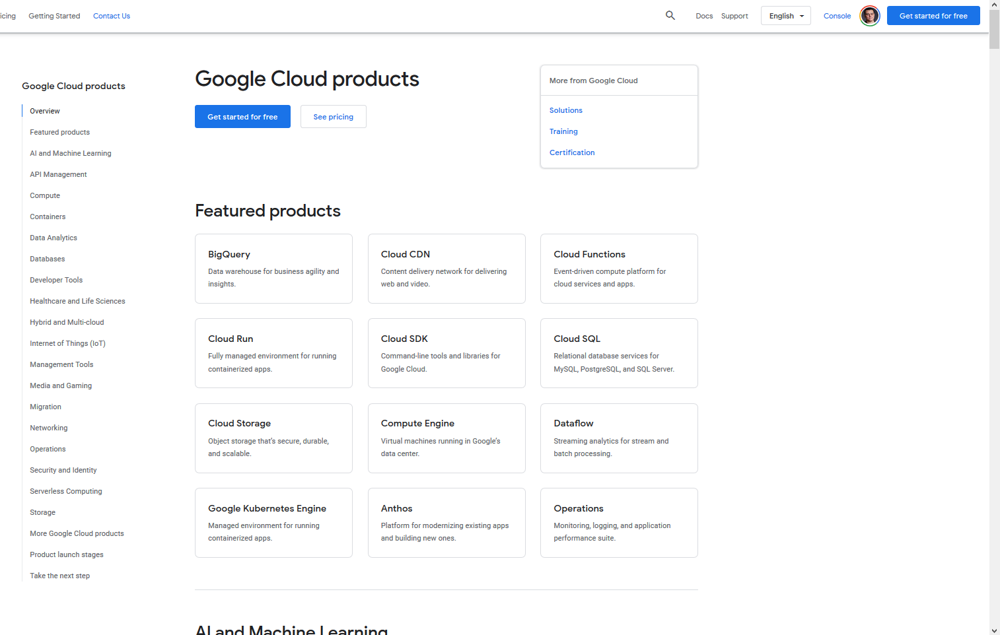 Getting Started
Contact Us
Docs
Support
English
Console
Get started for free
Google Cloud products
Overview
Featured products
AI and Machine Learning
API Management
Compute
Containers
Data Analytics
Databases
Developer Tools
Healthcare and Life Sciences
Hybrid and Multi-cloud
Internet of Things (IoT)
Management Tools
Media and Gaming
Migration
Networking
Operations
Security and Identity
Serverless Computing
Storage
More Google Cloud products
Product launch stages
Take the next step
Google Cloud products
Get started for free
See pricing
More from Google Cloud
Solutions
Training
Certification
Featured products
BigQuery
Data warehouse for business agility and
insights.
Cloud CDN
Content delivery network for delivering
web and video.
Cloud Functions
Event-driven compute platform for
cloud services and apps.
Cloud Run
Fully managed environment for running
containerized apps.
Cloud SDK
Command-line tools and libraries for
Google Cloud.
Cloud SQL
Relational database services for
MySQL, PostgreSQL, and SQL Server.
Cloud Storage
Object storage that's secure, durable,
and scalable.
Compute Engine
Virtual machines running in Google's
data center.
Dataflow
Streaming analytics for stream and
batch processing.
Google Kubernetes Engine
Managed environment for running
containerized apps.
Anthos
Platform for modernizing existing apps
and building new ones.
Operations
Monitoring, logging, and application
performance suite.
AI and Machine Learning